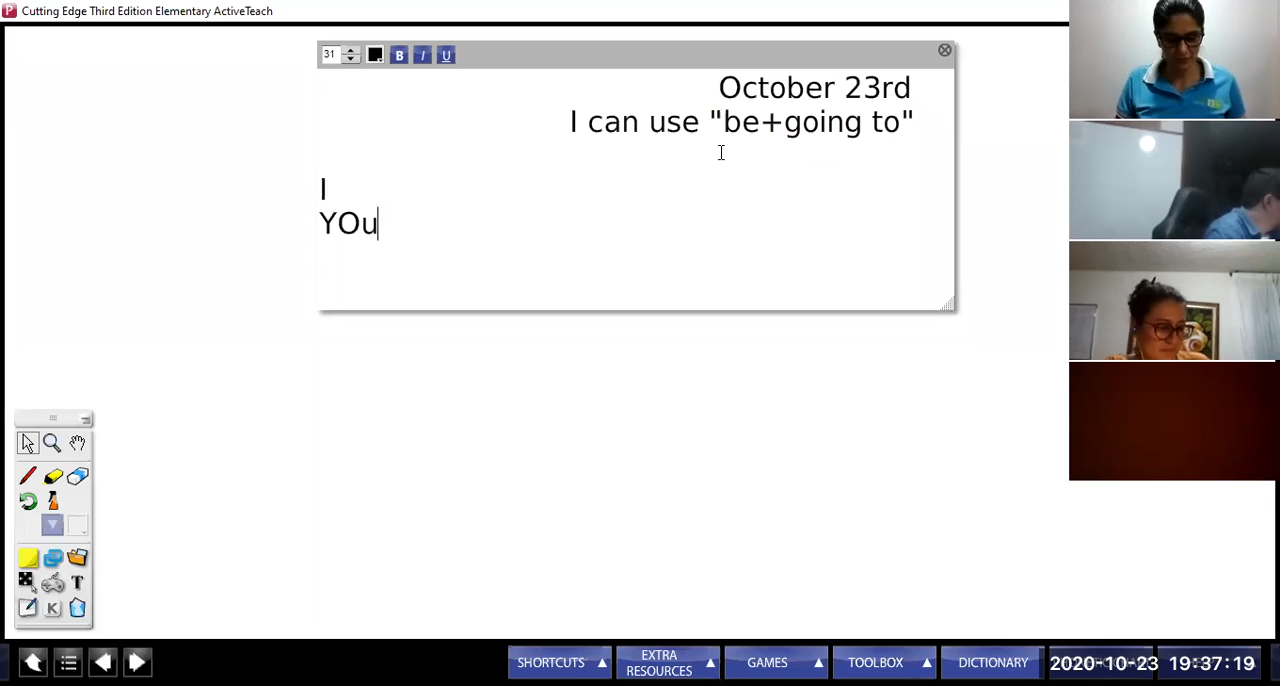 Cutting Edge Third Edition Elementary ActiveTeach
31 B I U
October 23rd
I can use "be+going to"
I
YOu
T
K
SHORTCUTS
EXTRA
RESOURCES
GAMES
TOOLBOX
DICTIONARY
2020-10-23 19:37:19